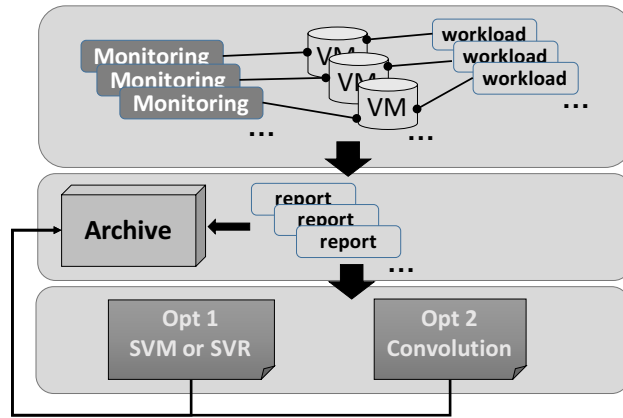 Monitoring
Monitoring
Monitoring
...
VM
VM
VM
...
workload
workload
workload
...
Archive
report
report
report
...
Opt 1
SVM or SVR
Opt 2
Convolution